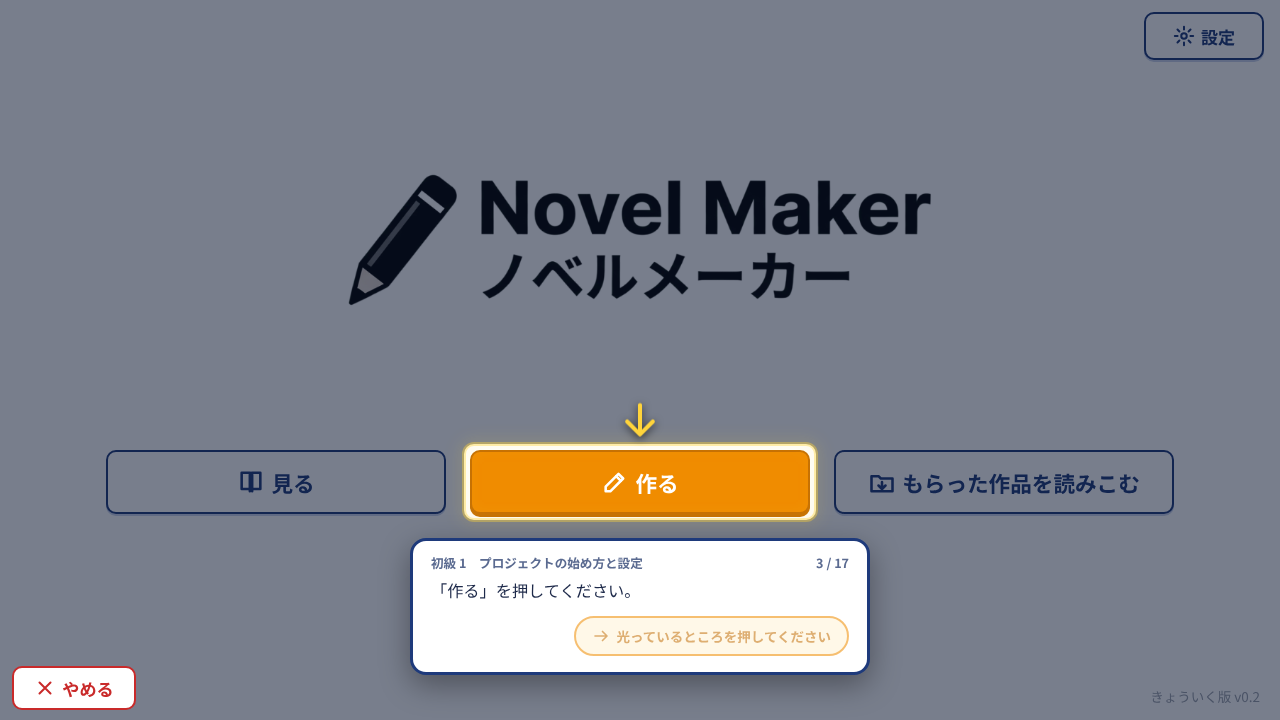 設定
Novel Maker
ノベルメーカー
見る
作る
もらった作品を読みこむ
初級 1　プロジェクトの始め方と設定
3 / 17
「作る」を押してください。
光っているところを押してください
やめる
きょういく版 v0.2